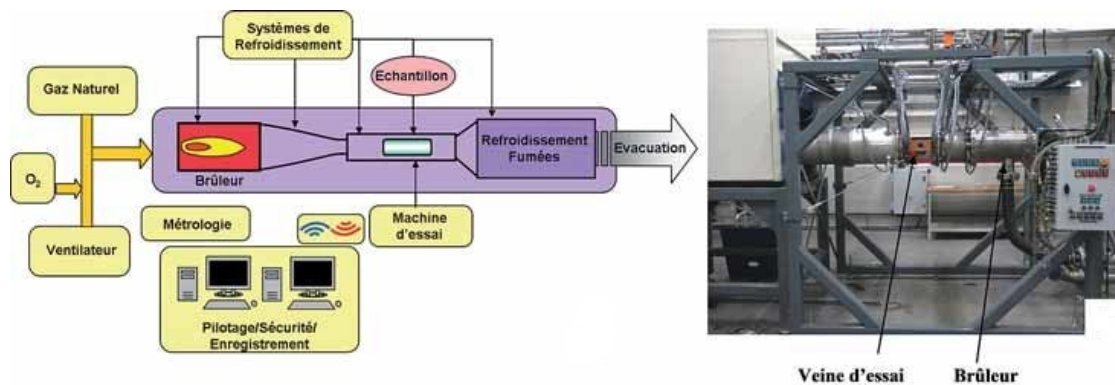 Systèmes de
Refroidissement
Gaz Naturel
Echantillon
O2
Brûleur
Refroidissement
Fumées
Evacuation
Ventilateur
Métrologie
Machine
d'essai
Pilotage/Sécurité/
Enregistrement
Veine d'essai
Brûleur